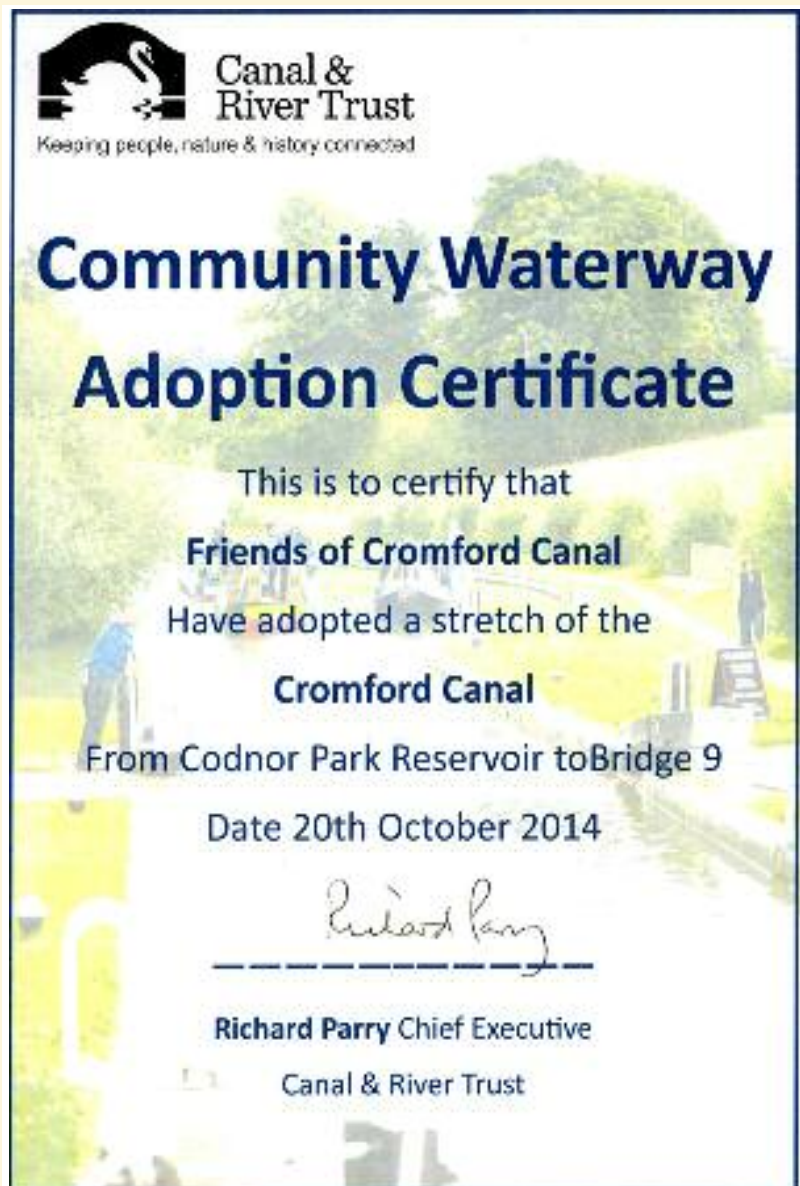 Canal &
River Trust
Keeping people, nature & history connected
Community Waterway
Adoption Certificate
This is to certify that
Friends of Cromford Canal
Have adopted a stretch of the
Cromford Canal
From Codnor Park Reservoir toBridge 9
Date 20th October 2014
Richard Parry
Richard Parry Chief Executive
Canal & River Trust